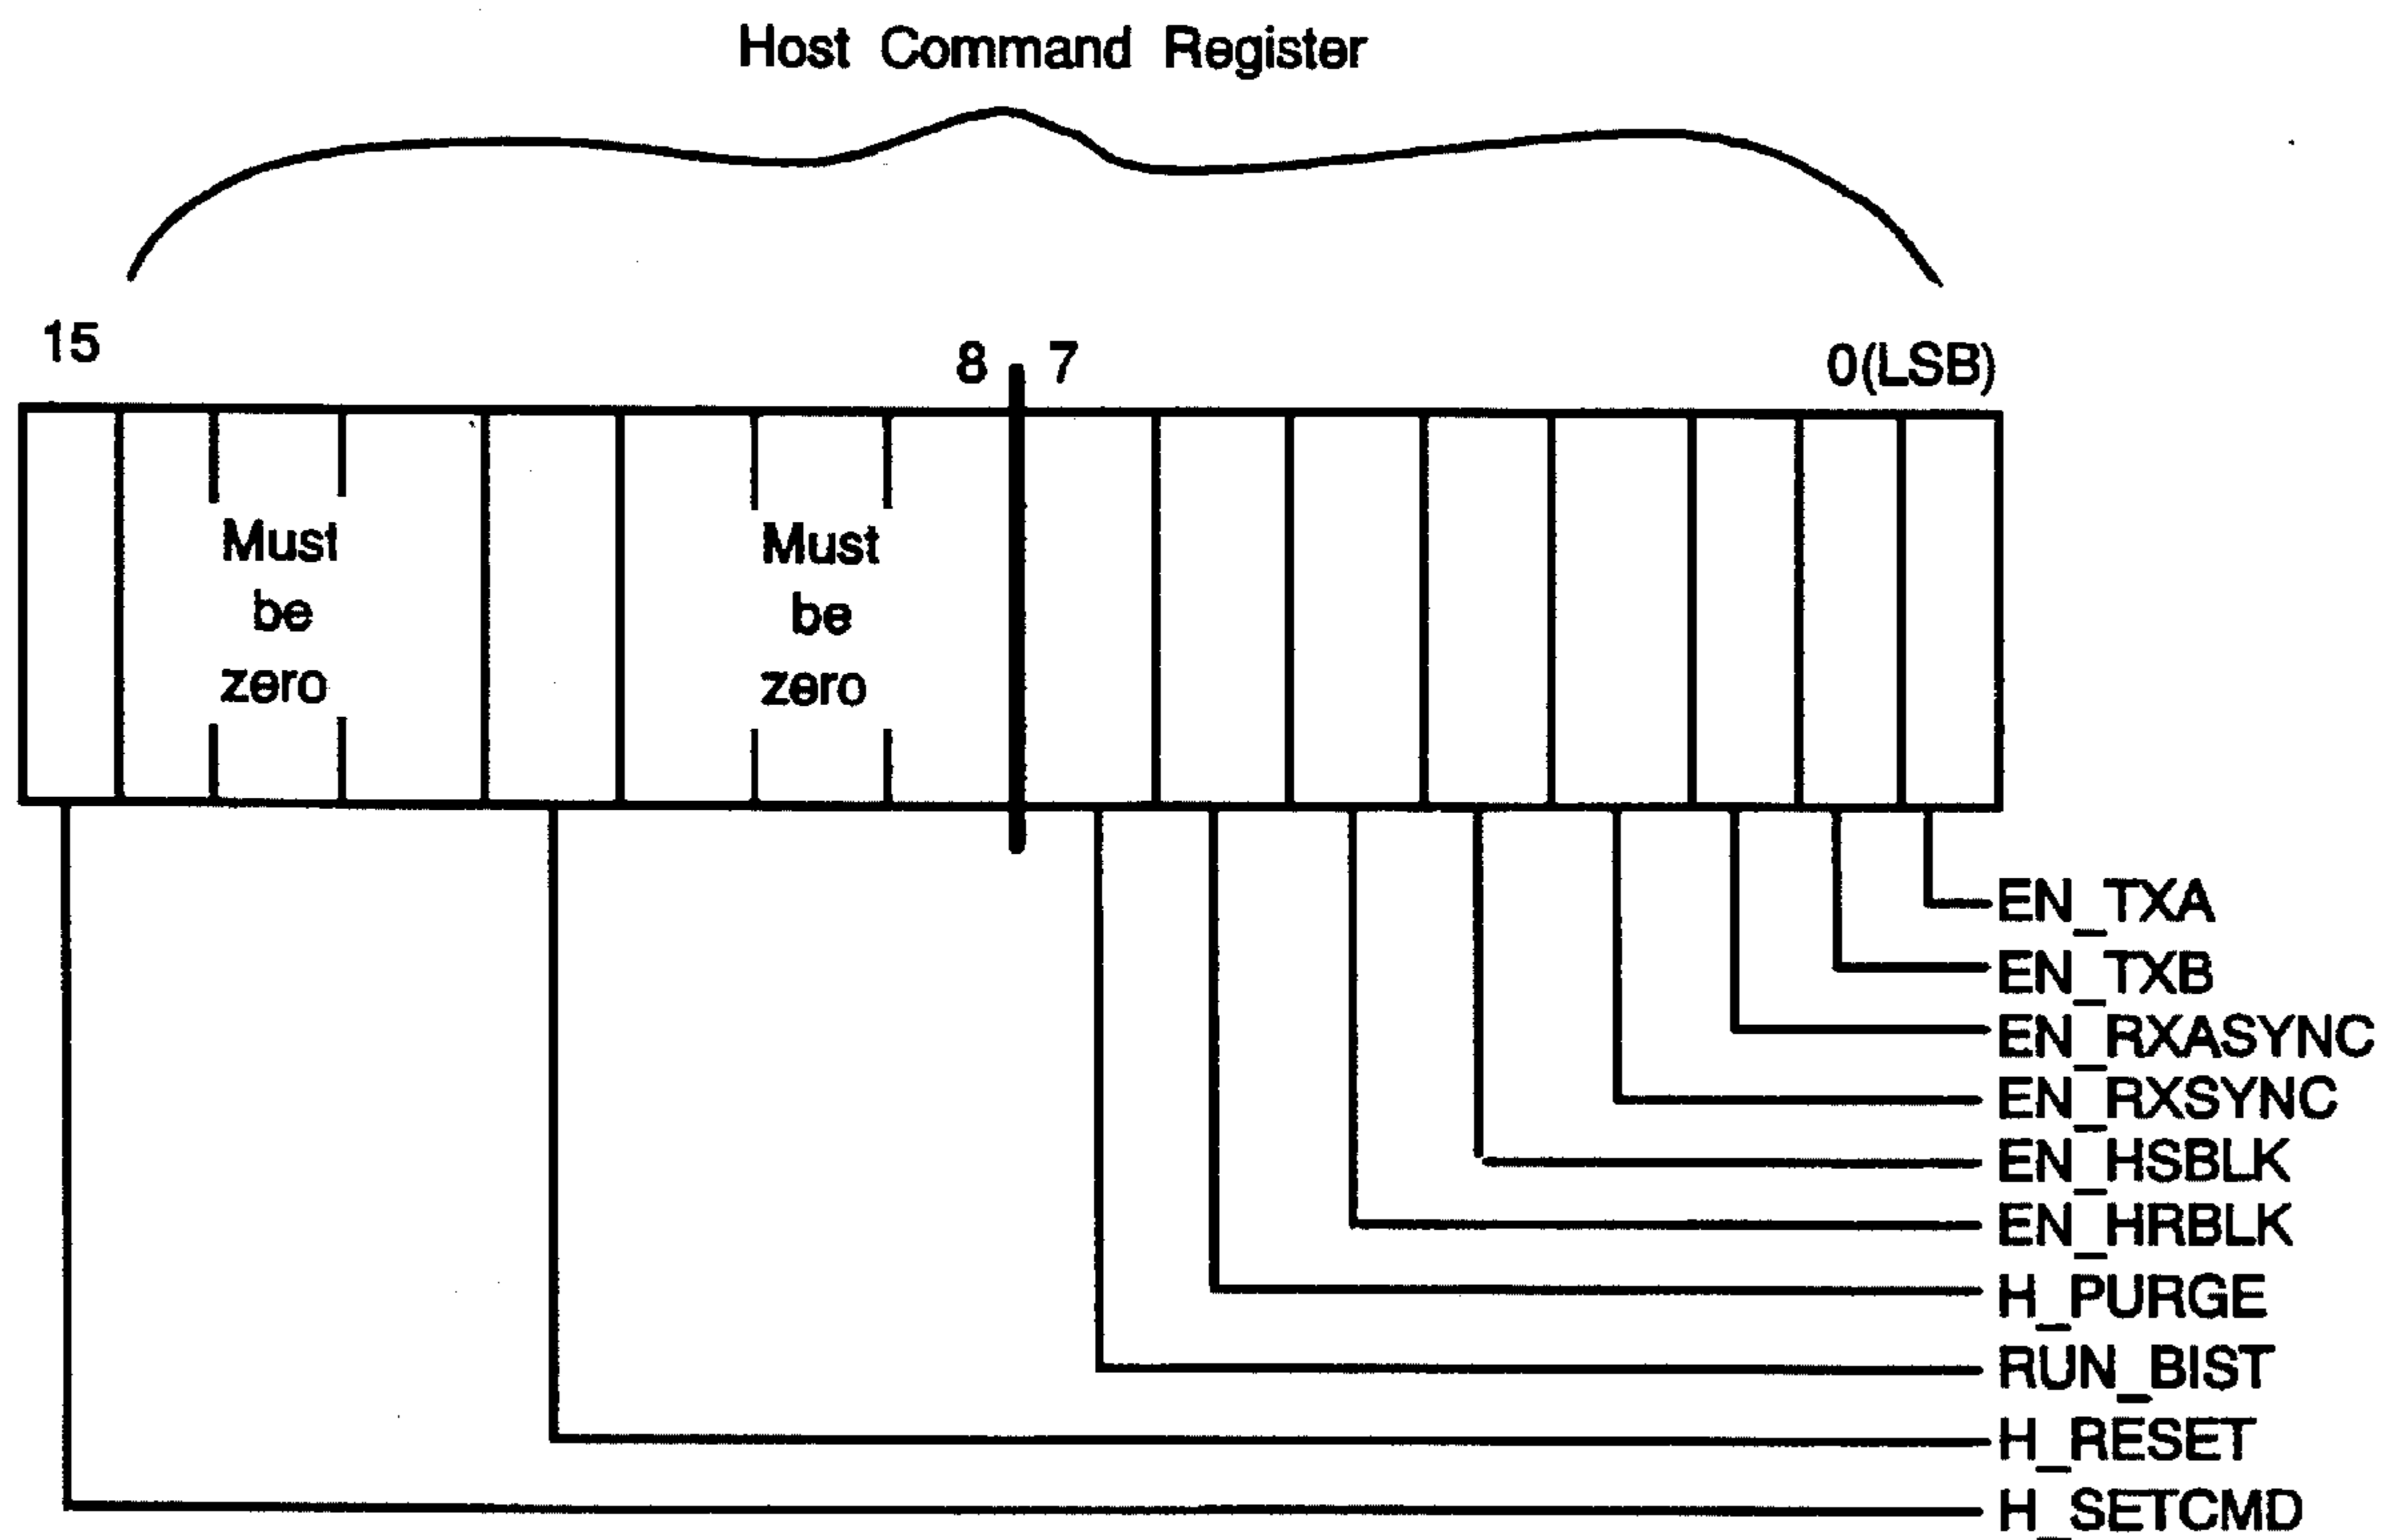 Host Command Register
15
8
7
0(LSB)
Must
be
zero
Must
be
zero
EN_TXA
EN_TXB
EN_RXASYNC
EN_RXSYNC
EN_HSBLK
EN_HRBLK
H_PURGE
RUN_BIST
H_RESET
H_SETCMD